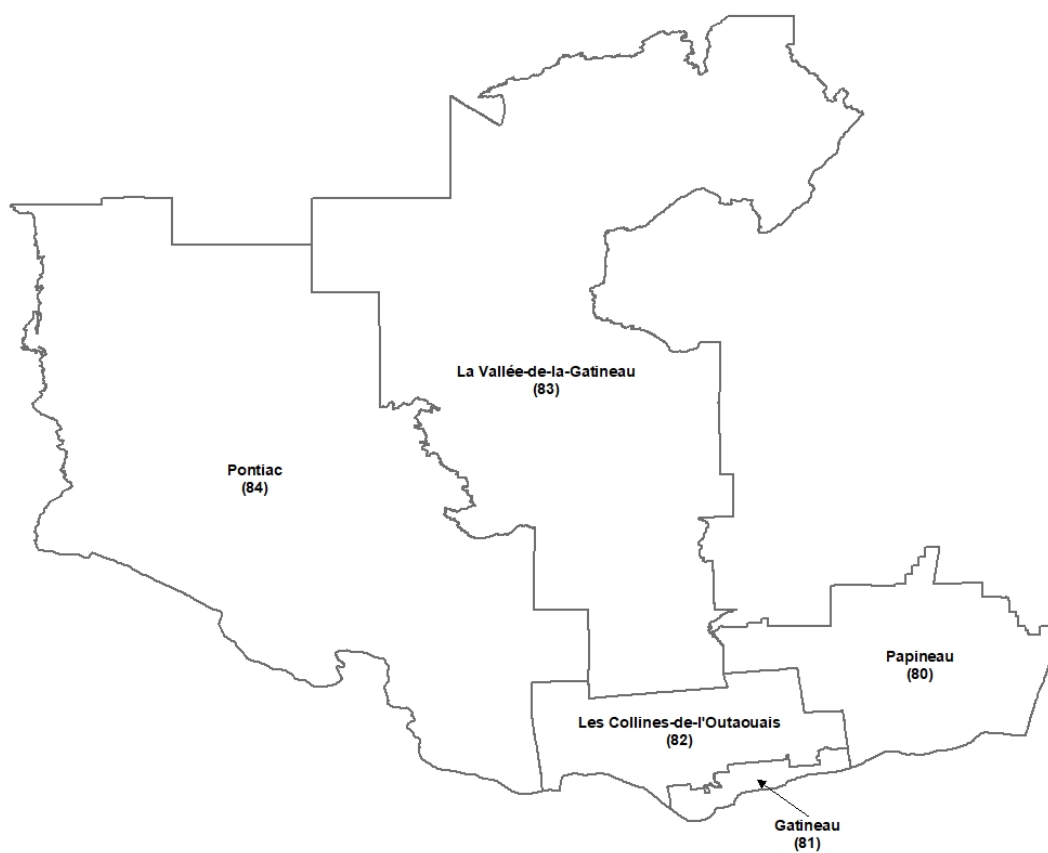 La Vallée-de-la-Gatineau
(83)
Pontiac
(84)
Papineau
(80)
Les Collines-de-l'Outaouais
(82)
Gatineau
(81)